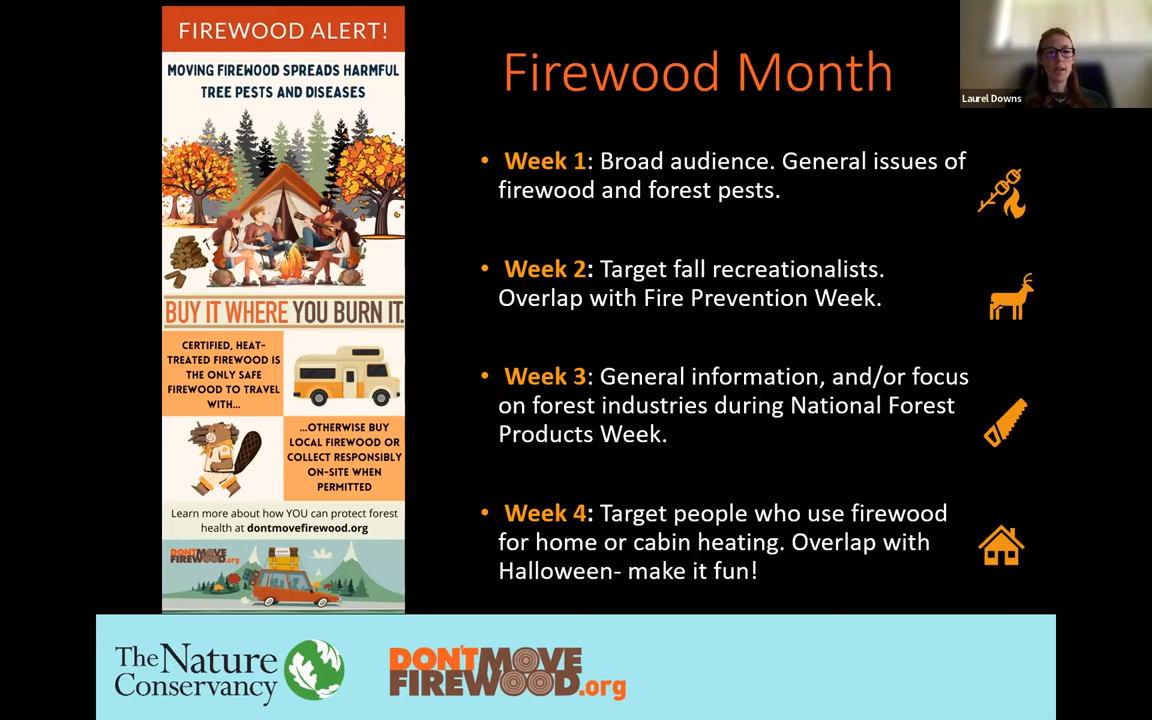 FIREWOOD ALERT!
MOVING FIREWOOD SPREADS HARMFUL
TREE PESTS AND DISEASES
BUY IT WHERE YOU BURN IT.
CERTIFIED, HEAT-
TREATED FIREWOOD IS
THE ONLY SAFE
FIREWOOD TO TRAVEL
WITH...
...OTHERWISE BUY
LOCAL FIREWOOD OR
COLLECT RESPONSIBLY
ON-SITE WHEN
PERMITTED
Learn more about how YOU can protect forest
health at dontmovefirewood.org
DON'T MOVE
FIREWOOD.org
Firewood Month
• Week 1: Broad audience. General issues of
firewood and forest pests.
• Week 2: Target fall recreationalists.
Overlap with Fire Prevention Week.
• Week 3: General information, and/or focus
on forest industries during National Forest
Products Week.
• Week 4: Target people who use firewood
for home or cabin heating. Overlap with
Halloween- make it fun!
Laurel Downs
The Nature
Conservancy
DON'T MOVE
FIREWOOD.org